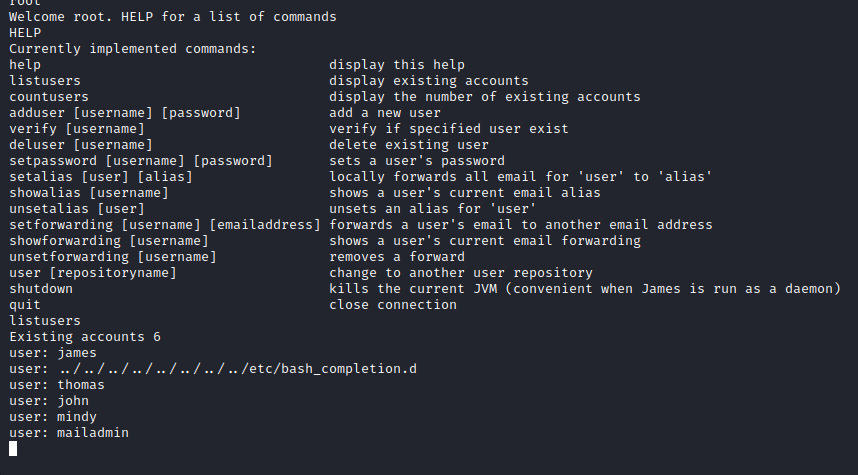 root
Welcome root. HELP for a list of commands
HELP
Currently implemented commands:
help                                    display this help
listusers                               display existing accounts
countusers                              display the number of existing accounts
adduser [username] [password]           add a new user
verify [username]                       verify if specified user exist
deluser [username]                      delete existing user
setpassword [username] [password]       sets a user's password
setalias [user] [alias]                 locally forwards all email for 'user' to 'alias'
showalias [username]                    shows a user's current email alias
unsetalias [user]                       unsets an alias for 'user'
setforwarding [username] [emailaddress] forwards a user's email to another email address
showforwarding [username]               shows a user's current email forwarding
unsetforwarding [username]              removes a forward
user [repositoryname]                   change to another user repository
shutdown                                kills the current JVM (convenient when James is run as a daemon)
quit                                    close connection
listusers
Existing accounts 6
user: james
user: ../../../../../../../../etc/bash_completion.d
user: thomas
user: john
user: mindy
user: mailadmin